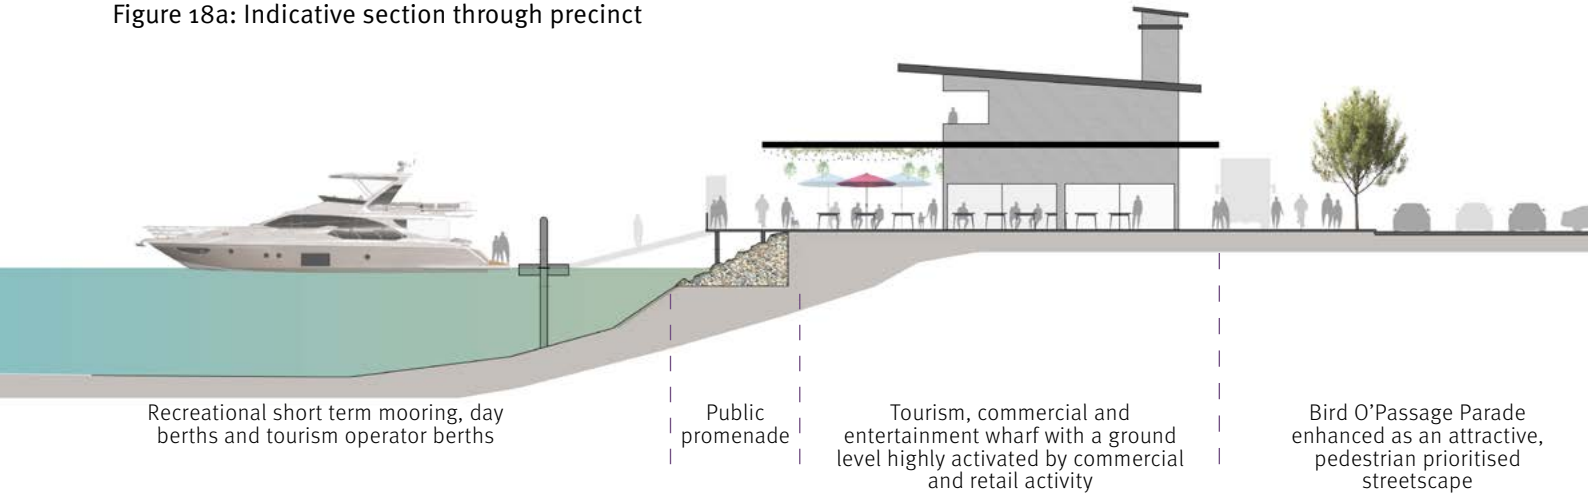 Figure 18a: Indicative section through precinct
Recreational short term mooring, day
berths and tourism operator berths
Public
promenade
Tourism, commercial and
entertainment wharf with a ground
level highly activated by commercial
and retail activity
Bird O'Passage Parade
enhanced as an attractive,
pedestrian prioritised
streetscape